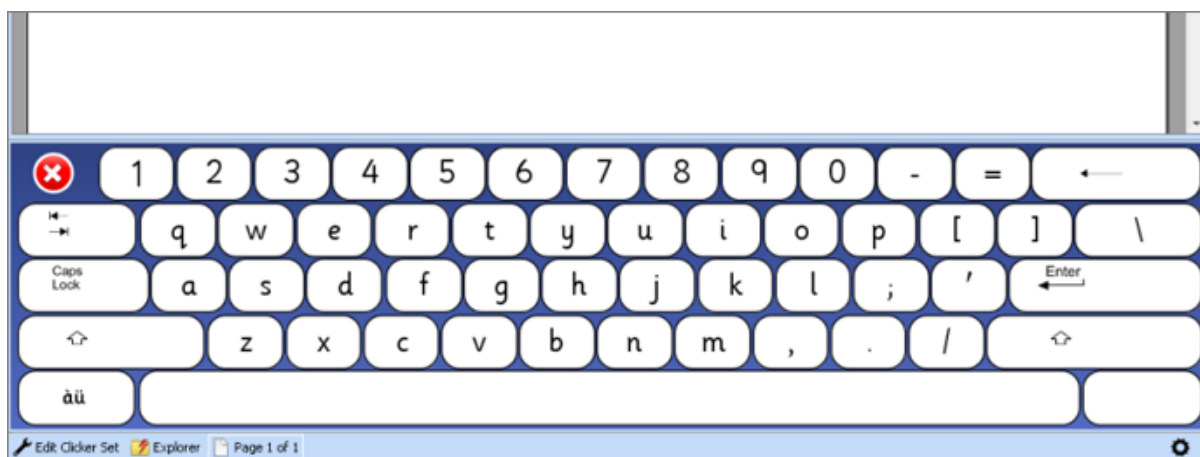 1 2 3 4 5 6 7 8 9 0 - =
q w e r t y u i o p [ ] \
Caps Lock a s d f g h j k l ; ' Enter
z x c v b n m , . /
àü
Edit Clicker Set Explorer Page 1 of 1